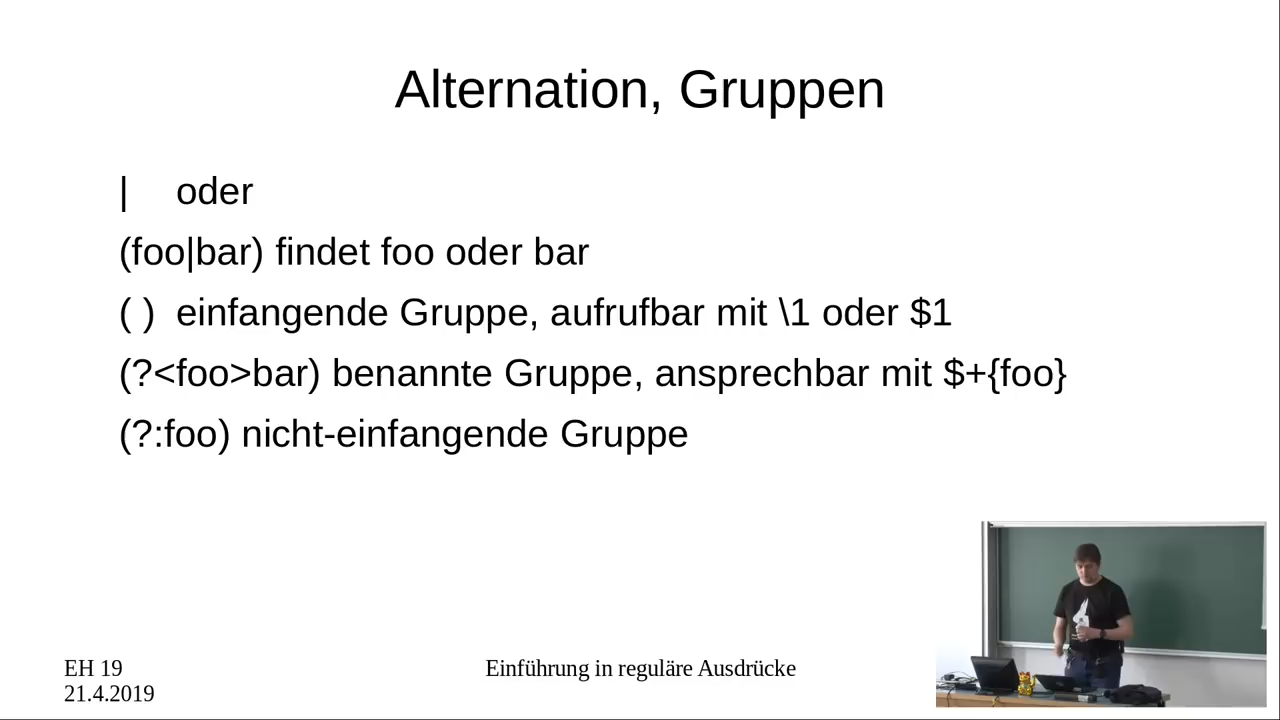 Alternation, Gruppen
| oder
(foo|bar) findet foo oder bar
( ) einfangende Gruppe, aufrufbar mit \1 oder $1
(?<foo>bar) benannte Gruppe, ansprechbar mit $+{foo}
(?:foo) nicht-einfangende Gruppe
EH 19
21.4.2019
Einführung in reguläre Ausdrücke